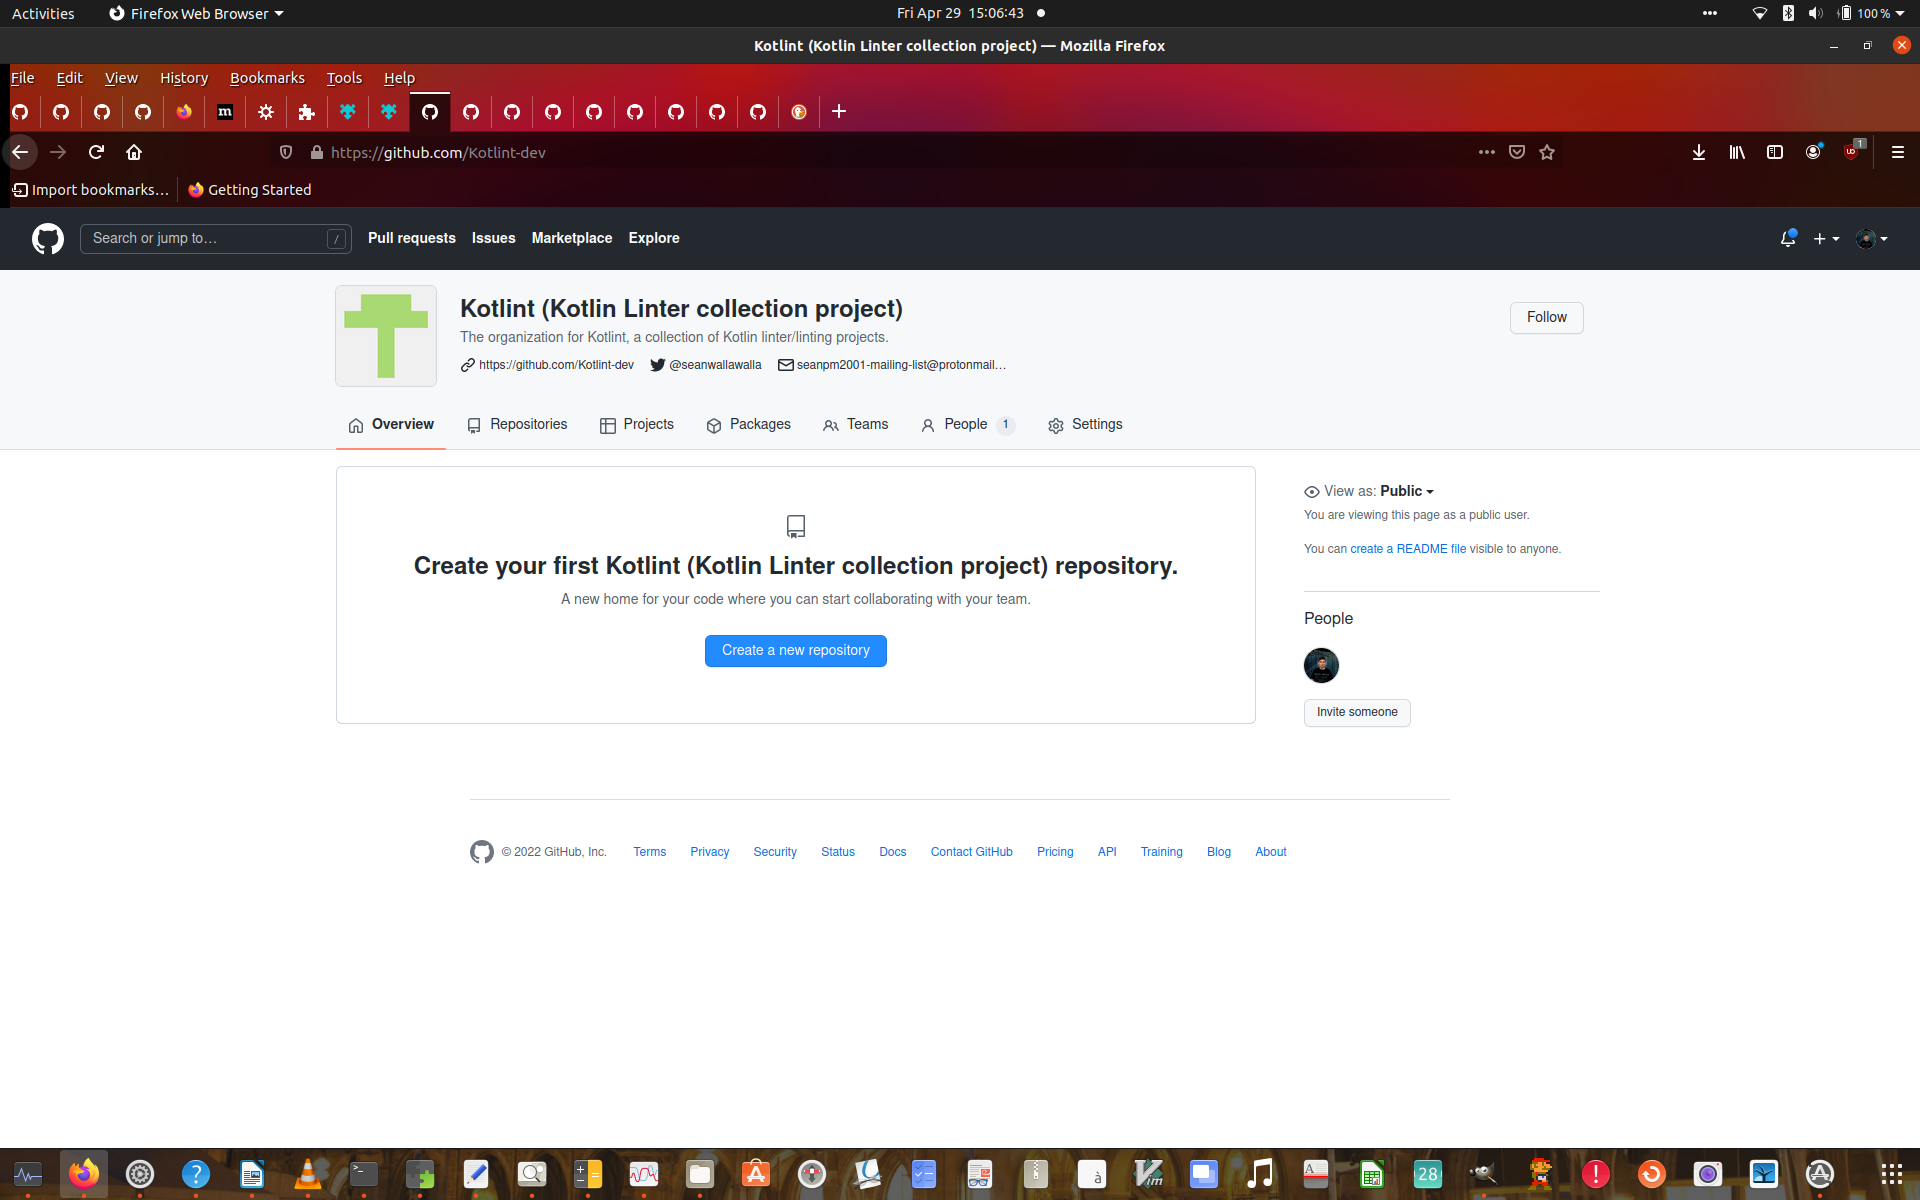 Activities Firefox Web Browser Fri Apr 29 15:06:43 100 %
Kotlint (Kotlin Linter collection project) — Mozilla Firefox
File Edit View History Bookmarks Tools Help
https://github.com/Kotlint-dev 1
Import bookmarks… Getting Started
Search or jump to… / Pull requests Issues Marketplace Explore
Kotlint (Kotlin Linter collection project)
Follow
The organization for Kotlint, a collection of Kotlin linter/linting projects.
https://github.com/Kotlint-dev @seanwallawalla seanpm2001-mailing-list@protonmail…
Overview Repositories Projects Packages Teams People 1 Settings
View as: Public
You are viewing this page as a public user.
You can create a README file visible to anyone.
Create your first Kotlint (Kotlin Linter collection project) repository.
A new home for your code where you can start collaborating with your team.
Create a new repository
People
Invite someone
© 2022 GitHub, Inc. Terms Privacy Security Status Docs Contact GitHub Pricing API Training Blog About
28